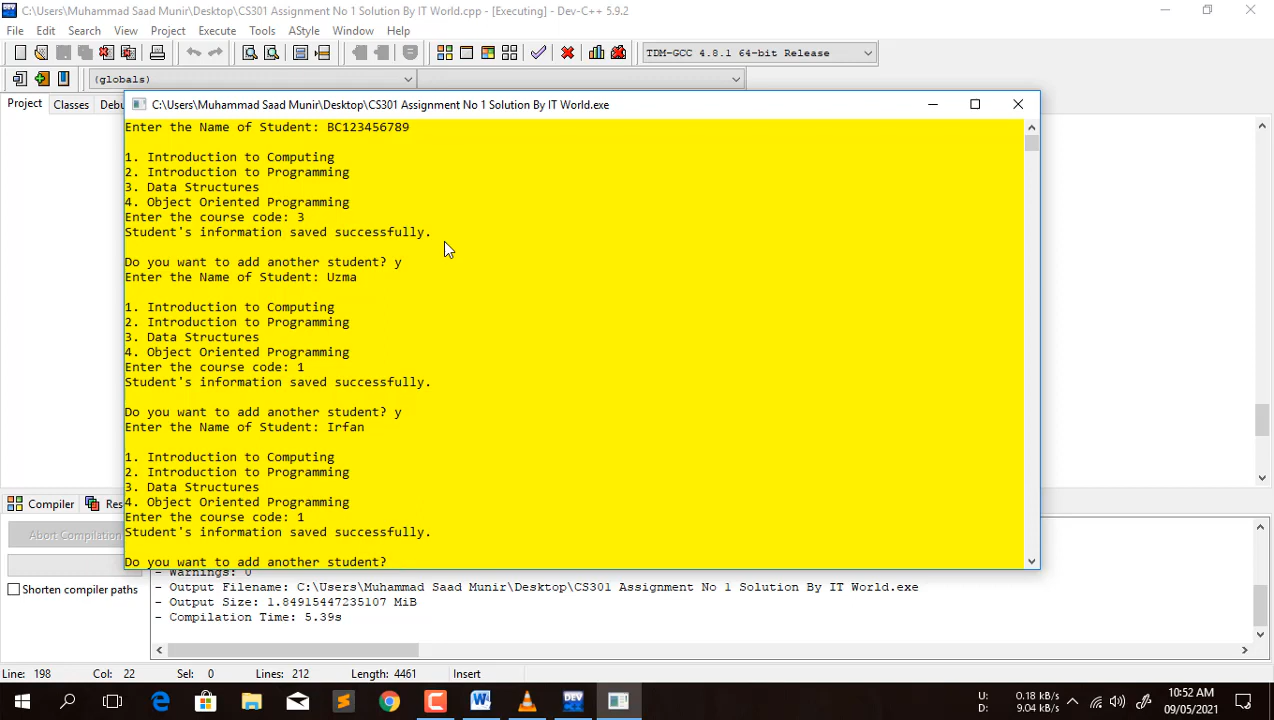 C:\Users\Muhammad Saad Munir\Desktop\CS301 Assignment No 1 Solution By IT World.cpp - [Executing] - Dev-C++ 5.9.2
File Edit Search View Project Execute Tools AStyle Window Help
TDM-GCC 4.8.1 64-bit Release
(globals)
Project Classes Debu
C:\Users\Muhammad Saad Munir\Desktop\CS301 Assignment No 1 Solution By IT World.exe
Enter the Name of Student: BC123456789
1. Introduction to Computing
2. Introduction to Programming
3. Data Structures
4. Object Oriented Programming
Enter the course code: 3
Student's information saved successfully.
Do you want to add another student? y
Enter the Name of Student: Uzma
1. Introduction to Computing
2. Introduction to Programming
3. Data Structures
4. Object Oriented Programming
Enter the course code: 1
Student's information saved successfully.
Do you want to add another student? y
Enter the Name of Student: Irfan
1. Introduction to Computing
2. Introduction to Programming
3. Data Structures
4. Object Oriented Programming
Enter the course code: 1
Student's information saved successfully.
Do you want to add another student?
Compiler Res
Abort Compilation
Shorten compiler paths
- Warnings: 0
- Output Filename: C:\Users\Muhammad Saad Munir\Desktop\CS301 Assignment No 1 Solution By IT World.exe
- Output Size: 1.84915447235107 MiB
- Compilation Time: 5.39s
Line: 198 Col: 22 Sel: 0 Lines: 212 Length: 4461 Insert
U: 0.18 kB/s
D: 9.04 kB/s
10:52 AM
09/05/2021